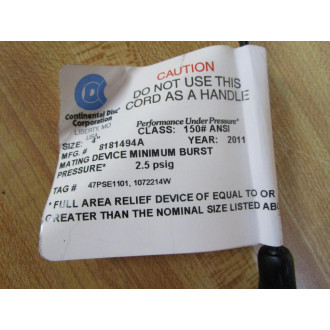 CAUTION
DO NOT USE THIS
CORD AS A HANDLE
Continental Disc®
Corporation
LIBERTY, MO
USA
Performance Under Pressure®
SIZE: 4" CLASS: 150# ANSI
MFG. # 8181494A YEAR: 2011
MATING DEVICE MINIMUM BURST
PRESSURE* 2.5 psig
TAG # 47PSE1101, 1072214W
*FULL AREA RELIEF DEVICE OF EQUAL TO OR
GREATER THAN THE NOMINAL SIZE LISTED ABO